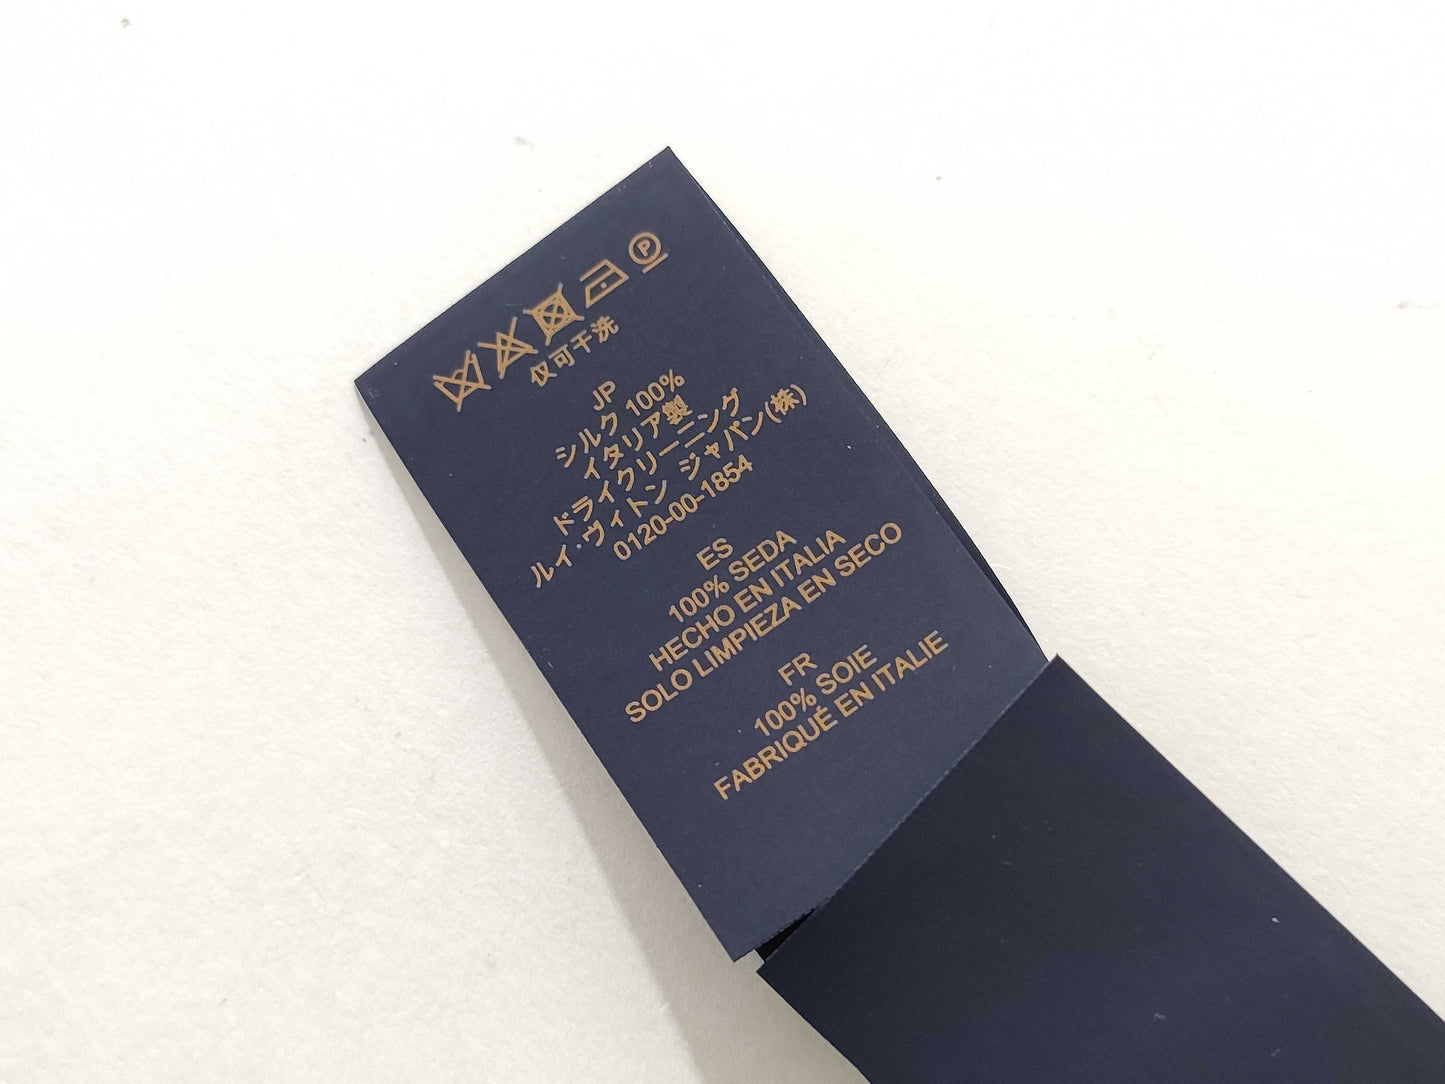 P
仅可干洗
JP
シルク 100%
イタリア製
ドライクリーニング
ルイ･ヴィトン ジャパン(株)
0120-00-1854
ES
100% SEDA
HECHO EN ITALIA
SOLO LIMPIEZA EN SECO
FR
100% SOIE
FABRIQUÉ EN ITALIE